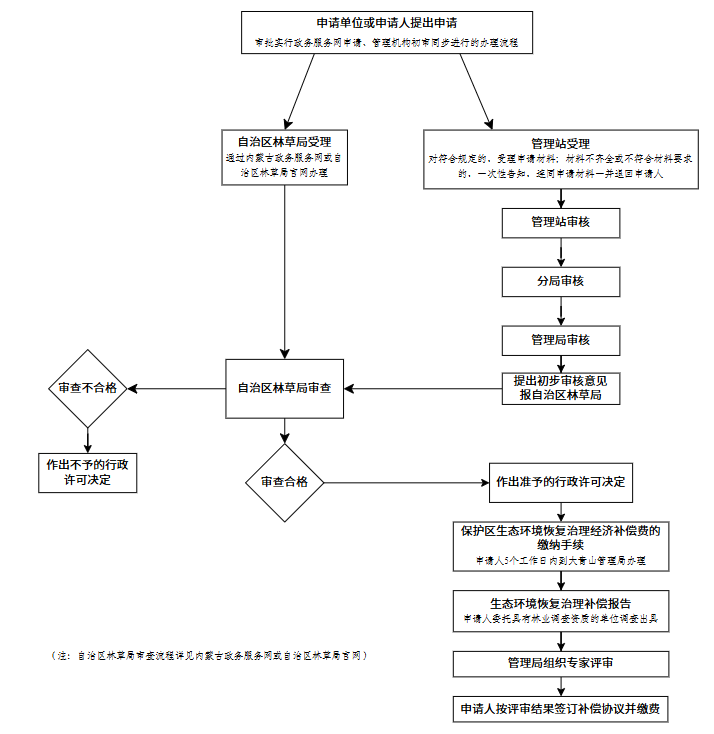 申请单位或申请人提出申请
审批实行政务服务网申请、管理机构初审同步进行的办理流程
自治区林草局受理
通过内蒙古政务服务网或自
治区林草局官网办理
管理站受理
对符合规定的，受理申请材料；材料不齐全或不符合材料要求
的，一次性告知，连同申请材料一并退回申请人
管理站审核
分局审核
管理局审核
提出初步审核意见
报自治区林草局
自治区林草局审查
审查不合格
作出不予的行政
许可决定
审查合格
作出准予的行政许可决定
保护区生态环境恢复治理经济补偿费的
缴纳手续
申请人5个工作日内到大青山管理局办理
生态环境恢复治理补偿报告
申请人委托具有林业调查资质的单位调查出具
管理局组织专家评审
申请人按评审结果签订补偿协议并缴费
（注：自治区林草局审查流程详见内蒙古政务服务网或自治区林草局官网）